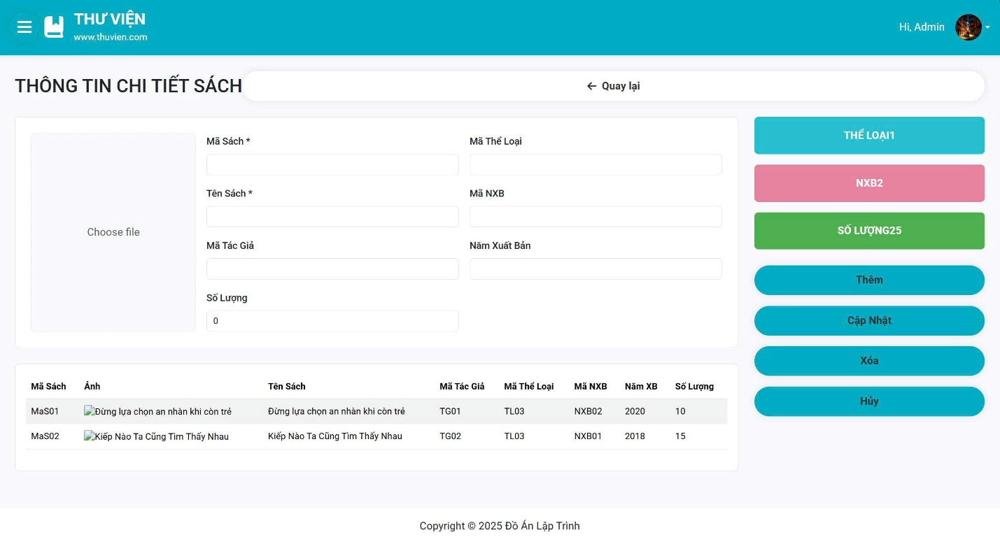 THƯ VIỆN
www.thuvien.com
Hi, Admin
THÔNG TIN CHI TIẾT SÁCH
Quay lại
Choose file
Mã Sách *
Mã Thể Loại
Tên Sách *
Mã NXB
Mã Tác Giả
Năm Xuất Bản
Số Lượng
0
THỂ LOẠI1
NXB2
SỐ LƯỢNG25
Thêm
Cập Nhật
Xóa
Hủy
Mã Sách Ảnh Tên Sách Mã Tác Giả Mã Thể Loại Mã NXB Năm XB Số Lượng
MaS01 Đừng lựa chọn an nhàn khi còn trẻ Đừng lựa chọn an nhàn khi còn trẻ TG01 TL03 NXB02 2020 10
MaS02 Kiếp Nào Ta Cũng Tìm Thấy Nhau Kiếp Nào Ta Cũng Tìm Thấy Nhau TG02 TL03 NXB01 2018 15
Copyright © 2025 Đồ Án Lập Trình